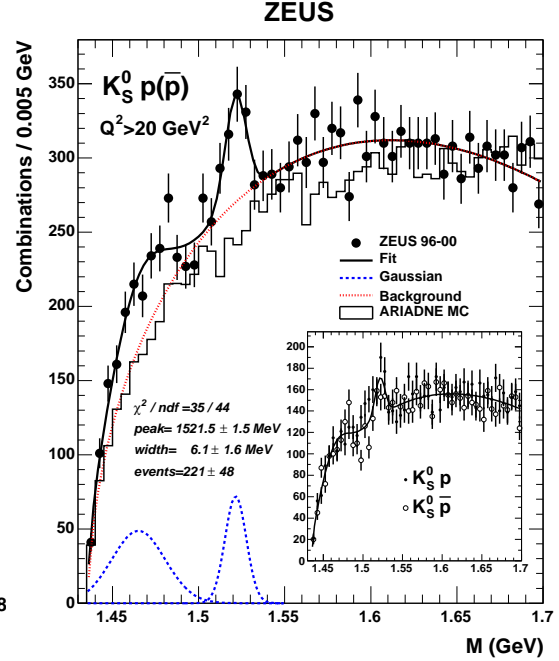 ZEUS
Combinations / 0.005 GeV
350
300
250
200
150
100
50
0
K⁰_S p(p̅)
Q²>20 GeV²
ZEUS 96-00
Fit
Gaussian
Background
ARIADNE MC
χ² / ndf =35 / 44
peak= 1521.5 ± 1.5 MeV
width= 6.1 ± 1.6 MeV
events=221 ± 48
200
180
160
140
120
100
80
60
40
20
0
K⁰_S p
K⁰_S p̅
1.45 1.5 1.55 1.6 1.65 1.7
8
1.45 1.5 1.55 1.6 1.65 1.7
M (GeV)